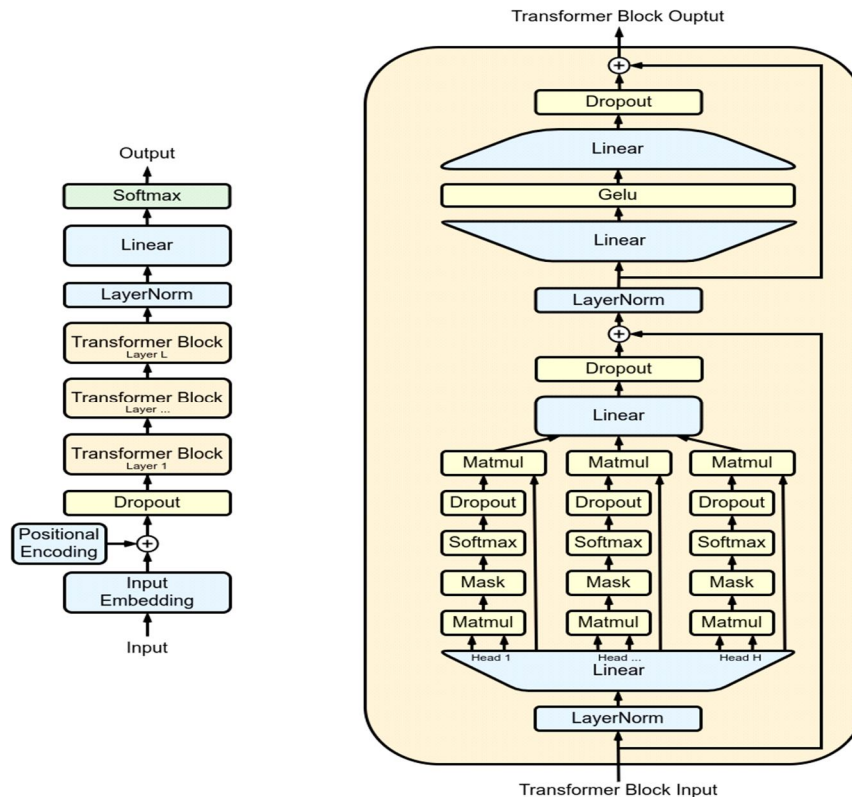 Output
Softmax
Linear
LayerNorm
Transformer Block
Layer L
Transformer Block
Layer ...
Transformer Block
Layer 1
Dropout
Positional
Encoding
+
Input
Embedding
Input
Transformer Block Ouptut
+
Dropout
Linear
Gelu
Linear
LayerNorm
+
Dropout
Linear
Matmul Matmul Matmul
Dropout Dropout Dropout
Softmax Softmax Softmax
Mask Mask Mask
Matmul Matmul Matmul
Head 1 Head ... Head H
Linear
LayerNorm
Transformer Block Input